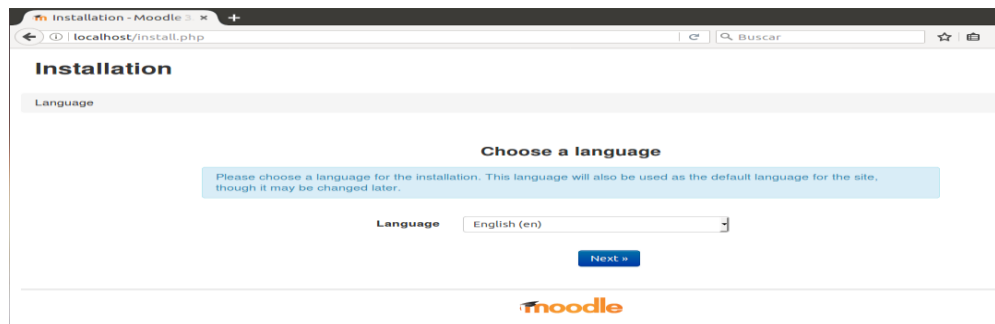 Installation - Moodle 3.
localhost/install.php
Buscar
Installation
Language
Choose a language
Please choose a language for the installation. This language will also be used as the default language for the site,
though it may be changed later.
Language English (en)
Next »
moodle